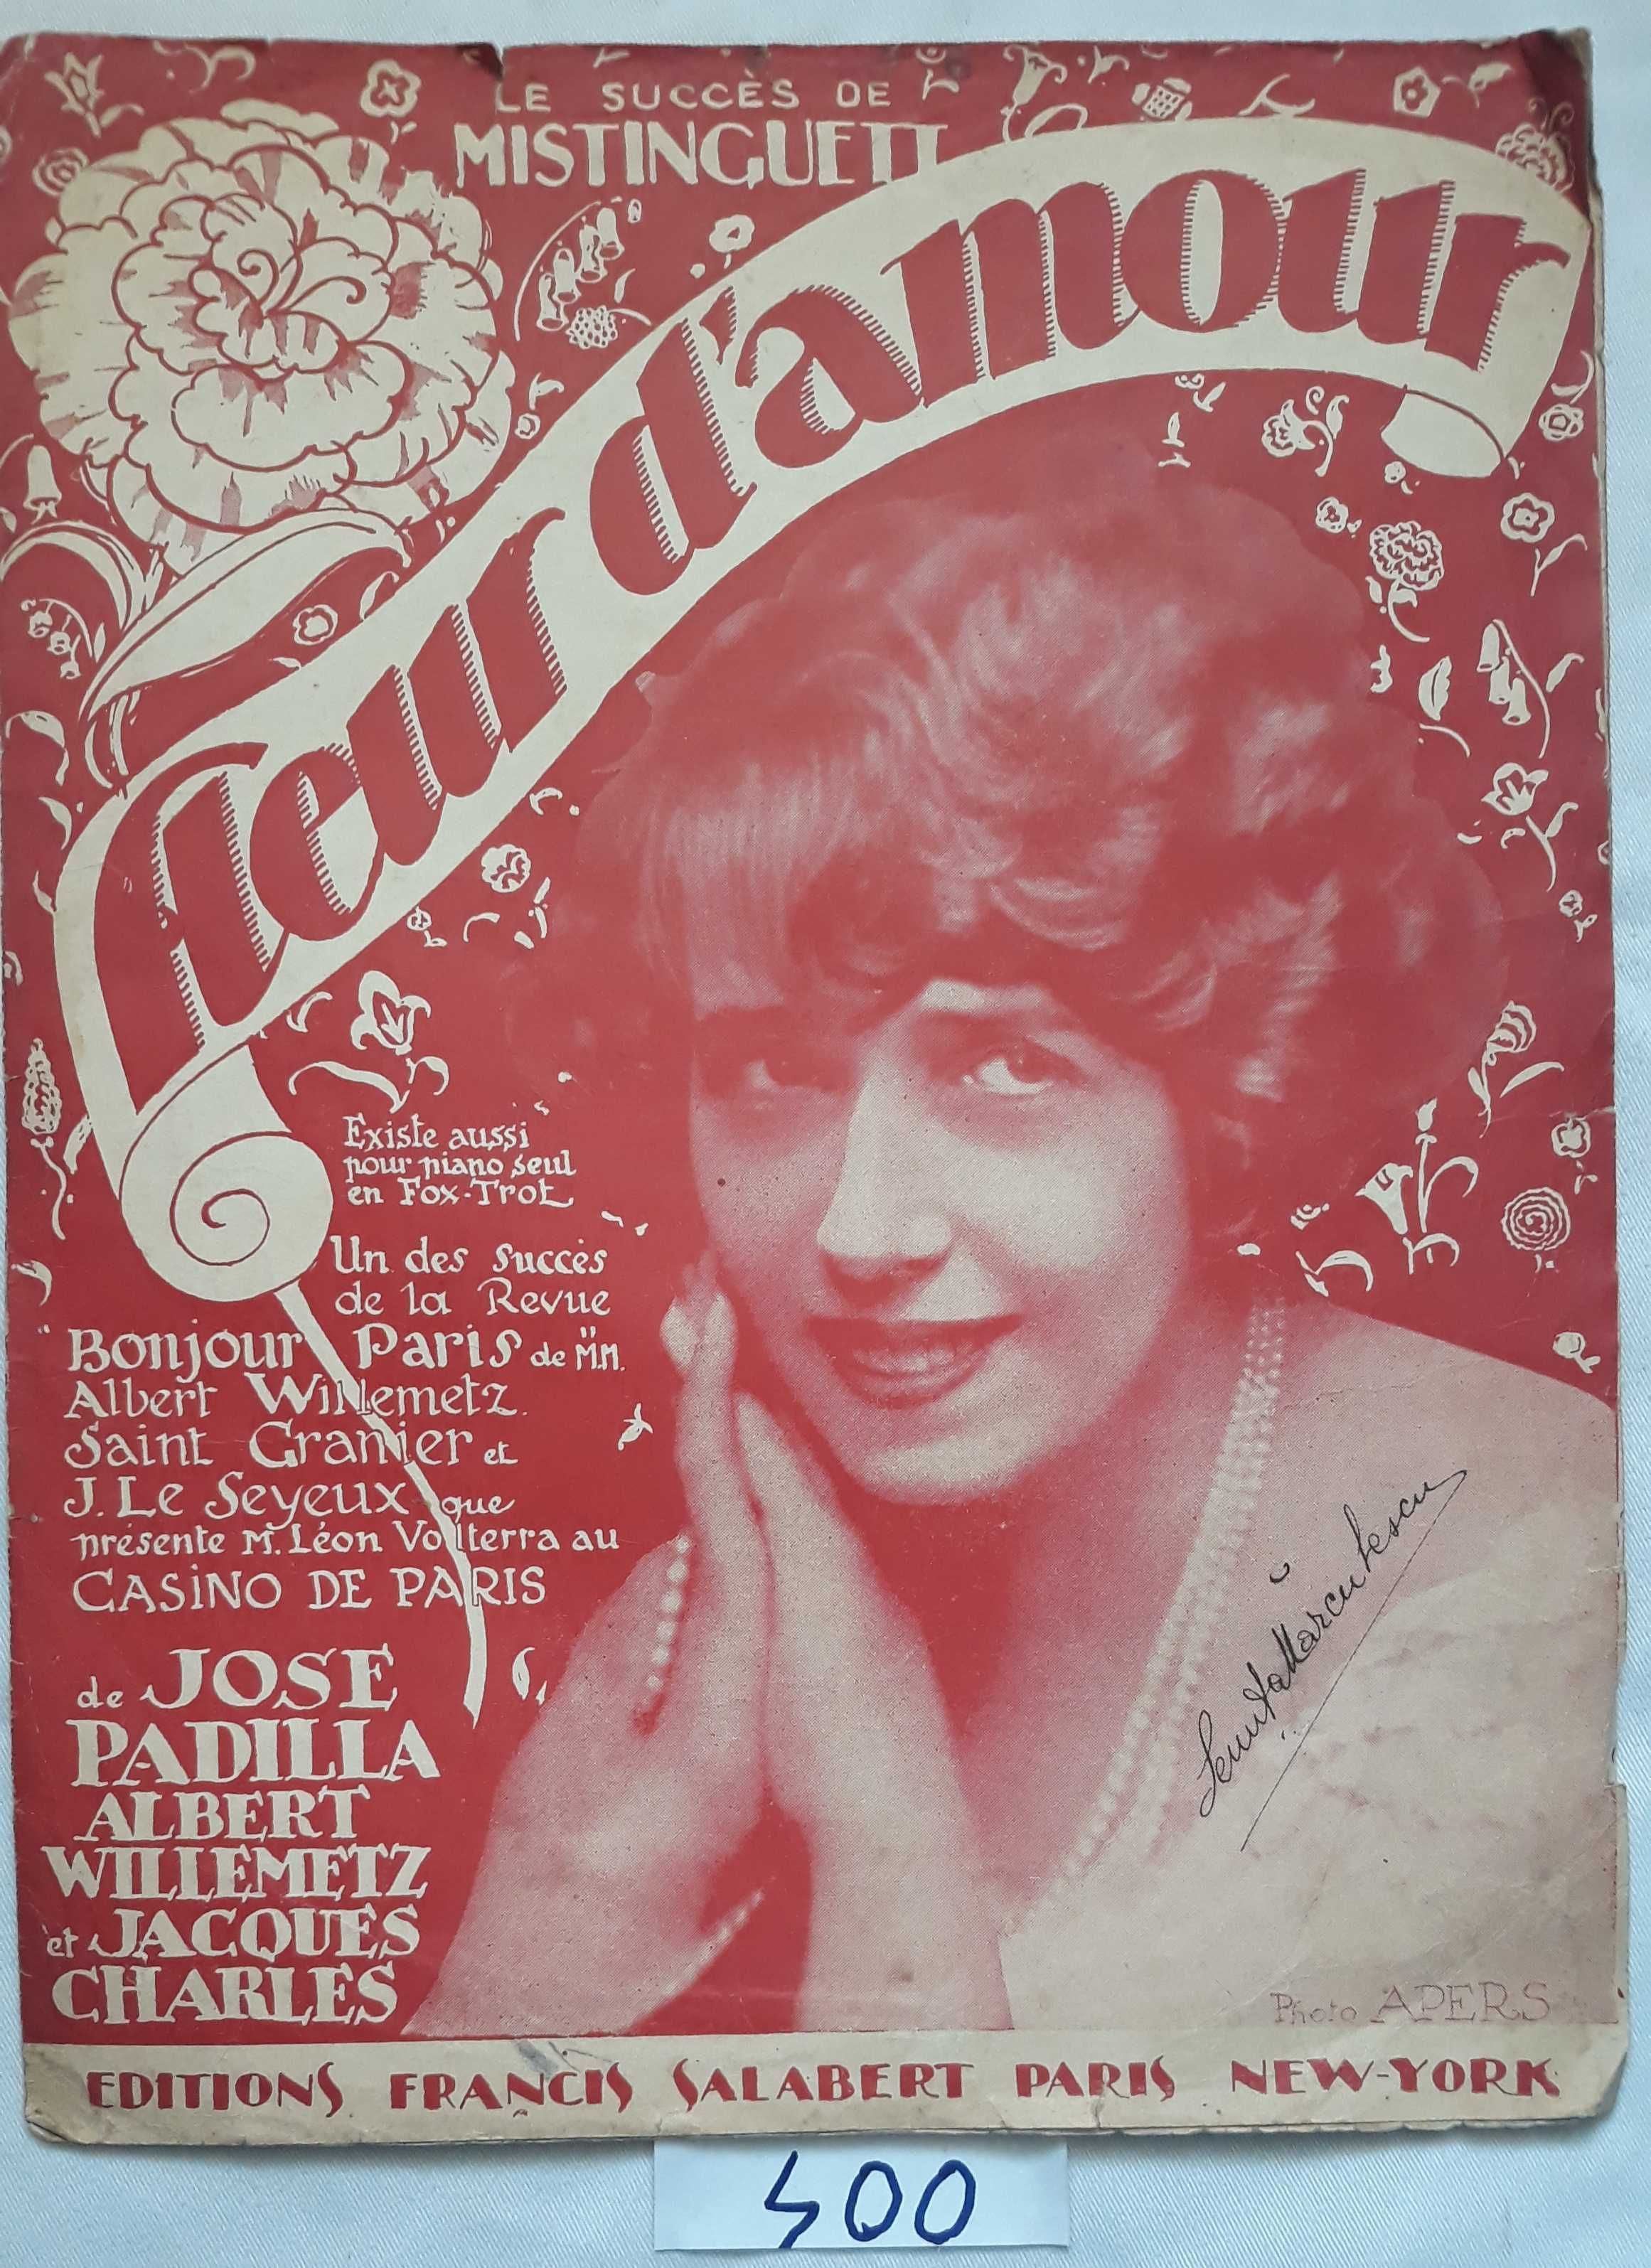 LE SUCCÈS DE
MISTINGUETT
Fleur d'amour
Existe aussi
pour piano seul
en Fox-Trot
Un des Succès
de la Revue
"Bonjour Paris" de M.M.
Albert Willemetz
Saint Granier et
J. Le Seyeux que
présente M. Léon Volterra au
CASINO DE PARIS
de JOSE
PADILLA
ALBERT
WILLEMETZ
et JACQUES
CHARLES
Photo APERS
EDITIONS FRANCIS SALABERT PARIS NEW-YORK